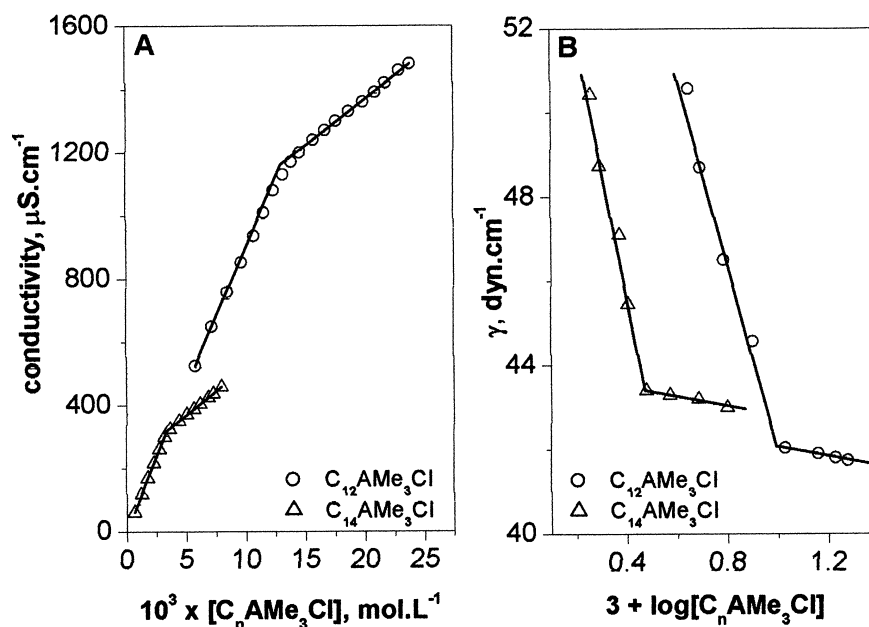 A
1600
1200
800
400
0
0 5 10 15 20 25
conductivity, μS.cm⁻¹
10³ x [CₙAMe₃Cl], mol.L⁻¹
C₁₂AMe₃Cl
C₁₄AMe₃Cl
B
52
48
44
40
0.4 0.8 1.2
γ, dyn.cm⁻¹
3 + log[CₙAMe₃Cl]
C₁₂AMe₃Cl
C₁₄AMe₃Cl